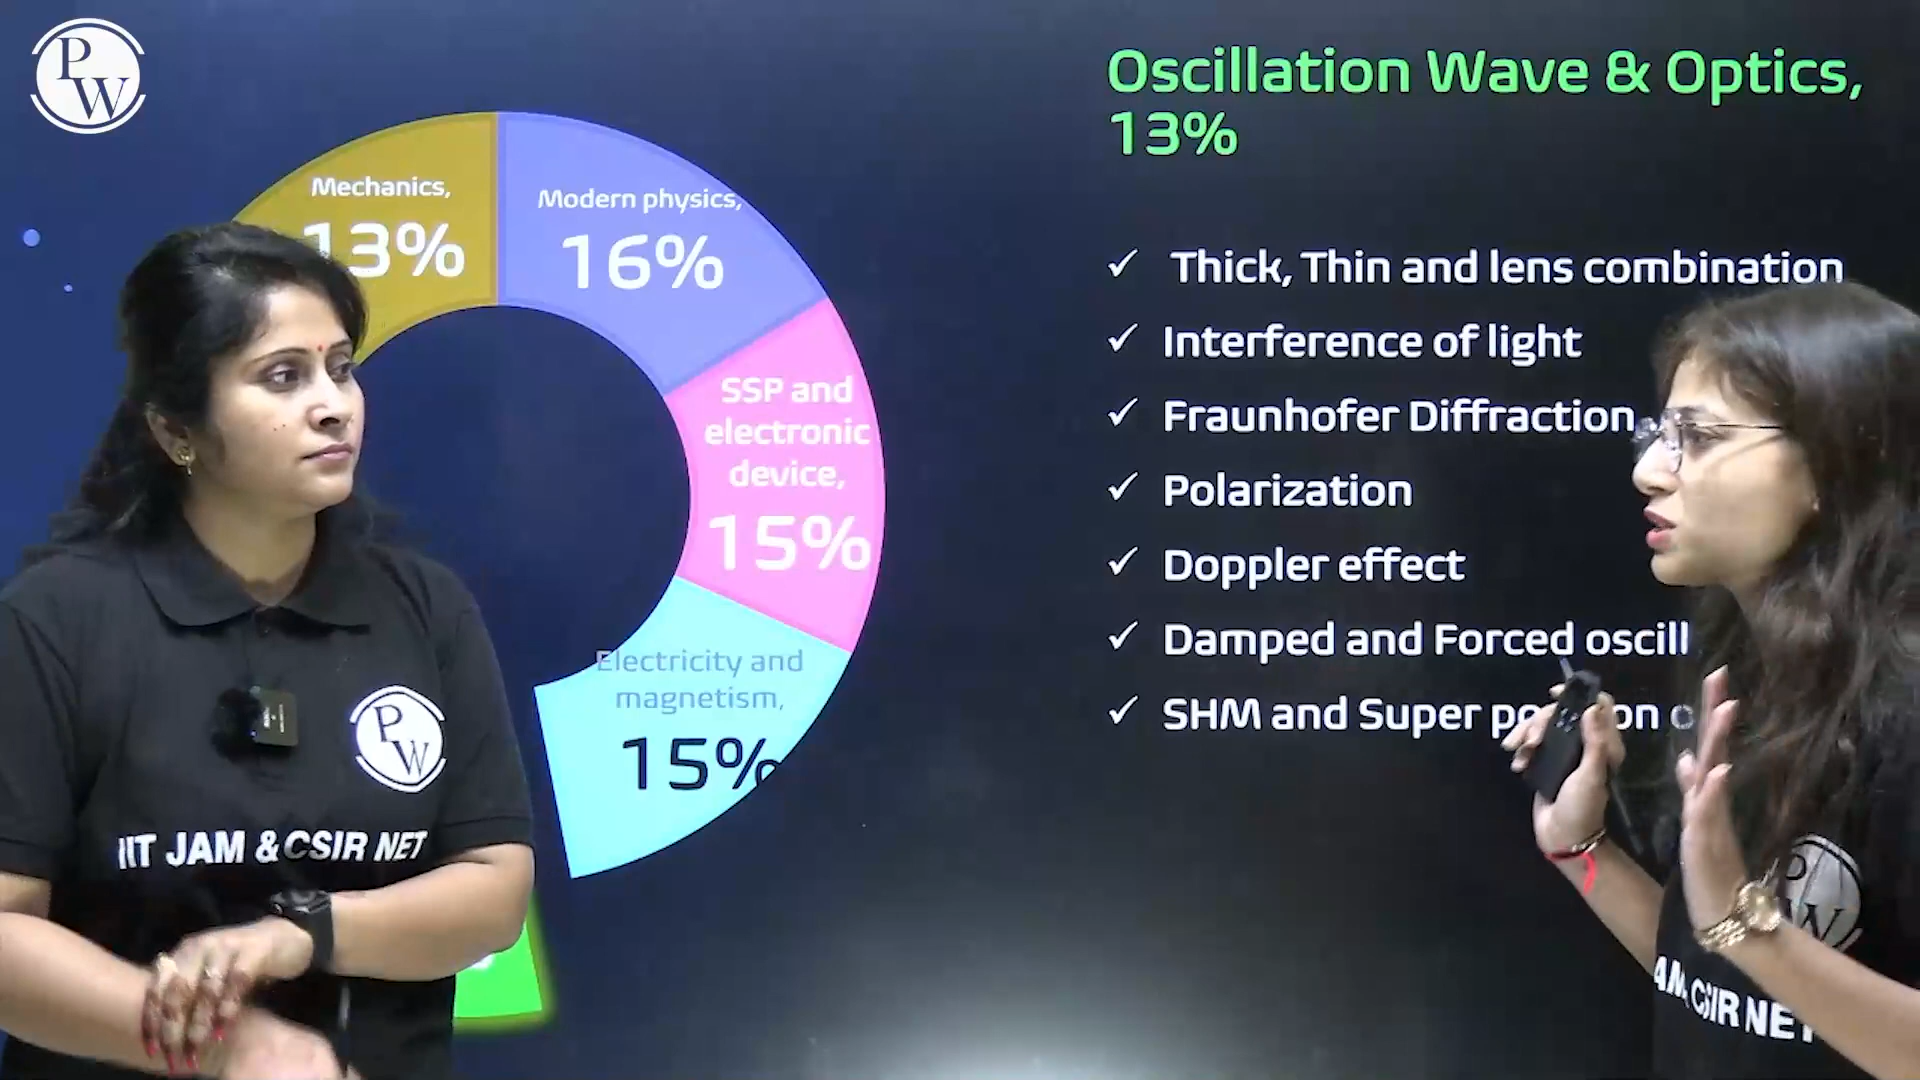 PW
Oscillation Wave & Optics,
13%
Mechanics,
13%
Modern physics,
16%
SSP and
electronic
device,
15%
Electricity and
magnetism,
15%
Thick, Thin and lens combination
Interference of light
Fraunhofer Diffraction
Polarization
Doppler effect
Damped and Forced oscill
SHM and Super
PW
IIT JAM & CSIR NET
PW
AM, CSIR NET